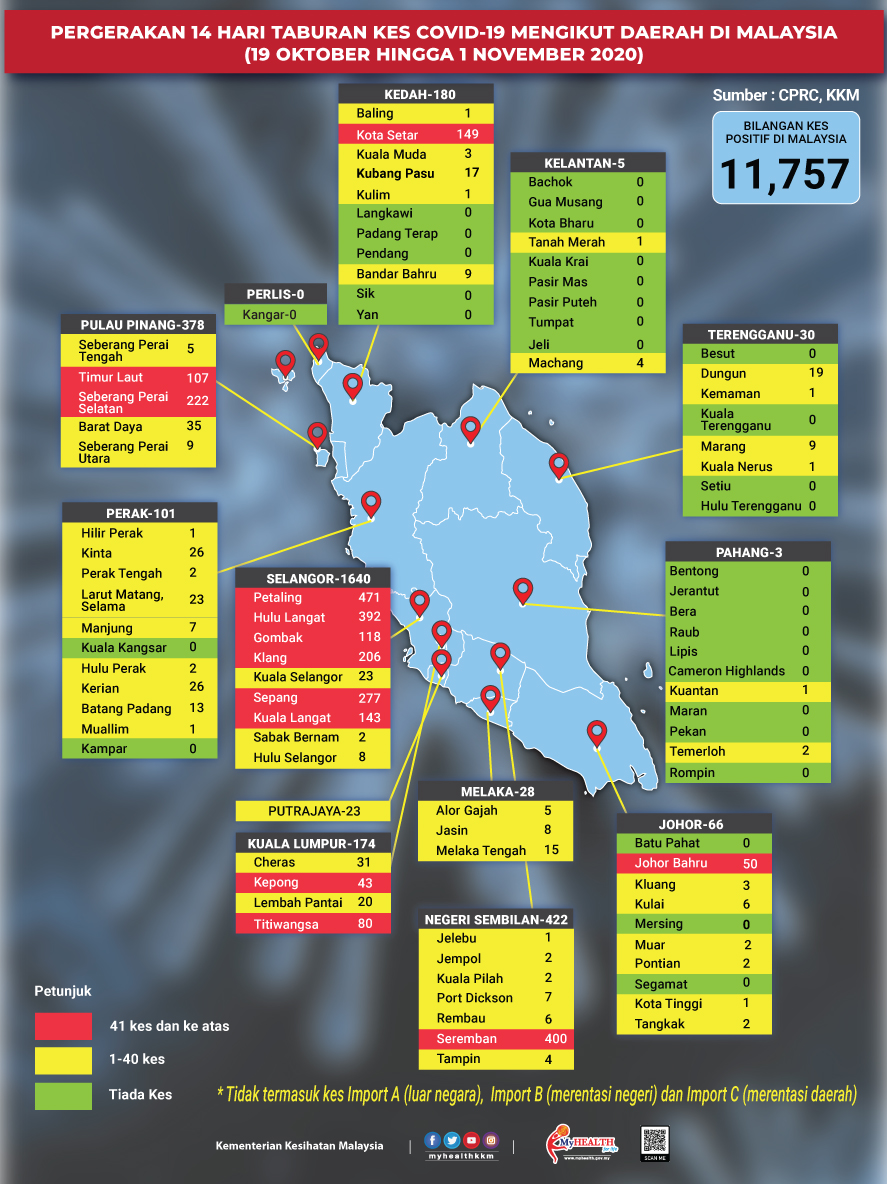 PERGERAKAN 14 HARI TABURAN KES COVID-19 MENGIKUT DAERAH DI MALAYSIA
(19 OKTOBER HINGGA 1 NOVEMBER 2020)
Sumber : CPRC, KKM
BILANGAN KES
POSITIF DI MALAYSIA
11,757
KEDAH-180
Baling 1
Kota Setar 149
Kuala Muda 3
Kubang Pasu 17
Kulim 1
Langkawi 0
Padang Terap 0
Pendang 0
Bandar Bahru 9
Sik 0
Yan 0
KELANTAN-5
Bachok 0
Gua Musang 0
Kota Bharu 0
Tanah Merah 1
Kuala Krai 0
Pasir Mas 0
Pasir Puteh 0
Tumpat 0
Jeli 0
Machang 4
PERLIS-0
Kangar-0
PULAU PINANG-378
Seberang Perai
Tengah 5
Timur Laut 107
Seberang Perai
Selatan 222
Barat Daya 35
Seberang Perai
Utara 9
TERENGGANU-30
Besut 0
Dungun 19
Kemaman 1
Kuala
Terengganu 0
Marang 9
Kuala Nerus 1
Setiu 0
Hulu Terengganu 0
PERAK-101
Hilir Perak 1
Kinta 26
Perak Tengah 2
Larut Matang,
Selama 23
Manjung 7
Kuala Kangsar 0
Hulu Perak 2
Kerian 26
Batang Padang 13
Muallim 1
Kampar 0
SELANGOR-1640
Petaling 471
Hulu Langat 392
Gombak 118
Klang 206
Kuala Selangor 23
Sepang 277
Kuala Langat 143
Sabak Bernam 2
Hulu Selangor 8
PAHANG-3
Bentong 0
Jerantut 0
Bera 0
Raub 0
Lipis 0
Cameron Highlands 0
Kuantan 1
Maran 0
Pekan 0
Temerloh 2
Rompin 0
PUTRAJAYA-23
KUALA LUMPUR-174
Cheras 31
Kepong 43
Lembah Pantai 20
Titiwangsa 80
MELAKA-28
Alor Gajah 5
Jasin 8
Melaka Tengah 15
JOHOR-66
Batu Pahat 0
Johor Bahru 50
Kluang 3
Kulai 6
Mersing 0
Muar 2
Pontian 2
Segamat 0
Kota Tinggi 1
Tangkak 2
NEGERI SEMBILAN-422
Jelebu 1
Jempol 2
Kuala Pilah 2
Port Dickson 7
Rembau 6
Seremban 400
Tampin 4
Petunjuk
41 kes dan ke atas
1-40 kes
Tiada Kes
* Tidak termasuk kes Import A (luar negara), Import B (merentasi negeri) dan Import C (merentasi daerah)
Kementerian Kesihatan Malaysia
myhealthkkm
MyHEALTH
for life
www.myhealth.gov.my
SCAN ME